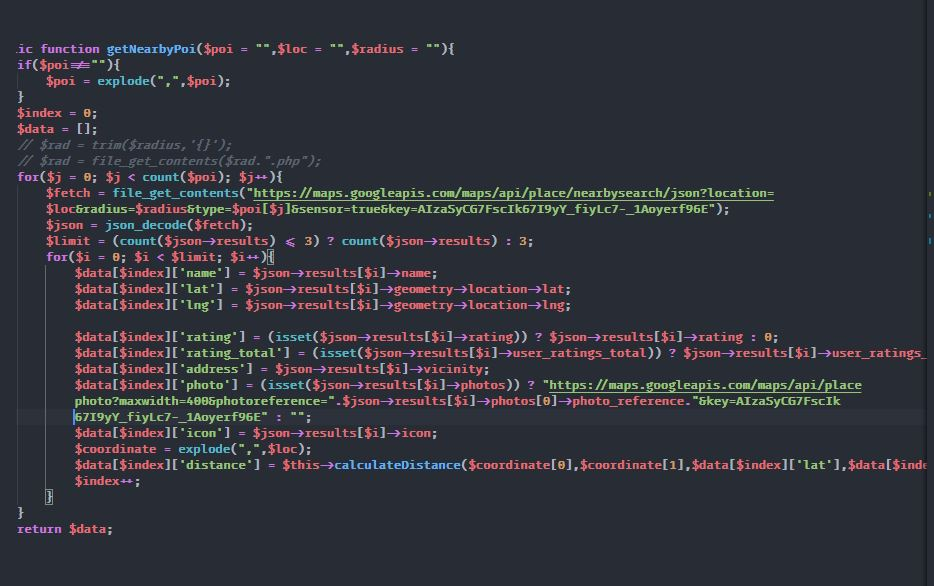 ic function getNearbyPoi($poi = "",$loc = "",$radius = ""){
if($poi!==""){
$poi = explode(",",$poi);
}
$index = 0;
$data = [];
// $rad = trim($radius,'{}');
// $rad = file_get_contents($rad.".php");
for($j = 0; $j < count($poi); $j++){
$fetch = file_get_contents("https://maps.googleapis.com/maps/api/place/nearbysearch/json?location=
$loc&radius=$radius&type=$poi[$j]&sensor=true&key=AIzaSyCG7FscIk67I9yY_fiyLc7-_1Aoyerf96E");
$json = json_decode($fetch);
$limit = (count($json->results) <= 3) ? count($json->results) : 3;
for($i = 0; $i < $limit; $i++){
$data[$index]['name'] = $json->results[$i]->name;
$data[$index]['lat'] = $json->results[$i]->geometry->location->lat;
$data[$index]['lng'] = $json->results[$i]->geometry->location->lng;
$data[$index]['rating'] = (isset($json->results[$i]->rating)) ? $json->results[$i]->rating : 0;
$data[$index]['rating_total'] = (isset($json->results[$i]->user_ratings_total)) ? $json->results[$i]->user_ratings_
$data[$index]['address'] = $json->results[$i]->vicinity;
$data[$index]['photo'] = (isset($json->results[$i]->photos)) ? "https://maps.googleapis.com/maps/api/place
photo?maxwidth=400&photoreference=".$json->results[$i]->photos[0]->photo_reference."&key=AIzaSyCG7FscIk
67I9yY_fiyLc7-_1Aoyerf96E" : "";
$data[$index]['icon'] = $json->results[$i]->icon;
$coordinate = explode(",",$loc);
$data[$index]['distance'] = $this->calculateDistance($coordinate[0],$coordinate[1],$data[$index]['lat'],$data[$inde
$index++;
}
}
return $data;